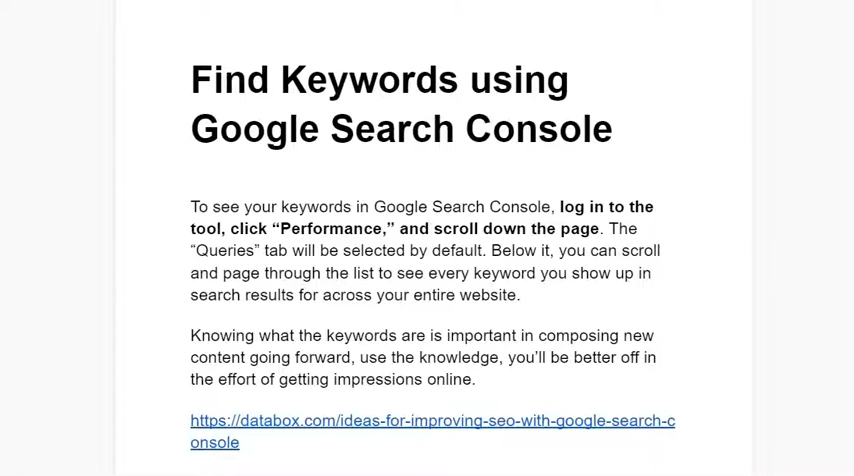 Find Keywords using
Google Search Console
To see your keywords in Google Search Console, log in to the
tool, click “Performance,” and scroll down the page. The
“Queries” tab will be selected by default. Below it, you can scroll
and page through the list to see every keyword you show up in
search results for across your entire website.
Knowing what the keywords are is important in composing new
content going forward, use the knowledge, you’ll be better off in
the effort of getting impressions online.
https://databox.com/ideas-for-improving-seo-with-google-search-c
onsole